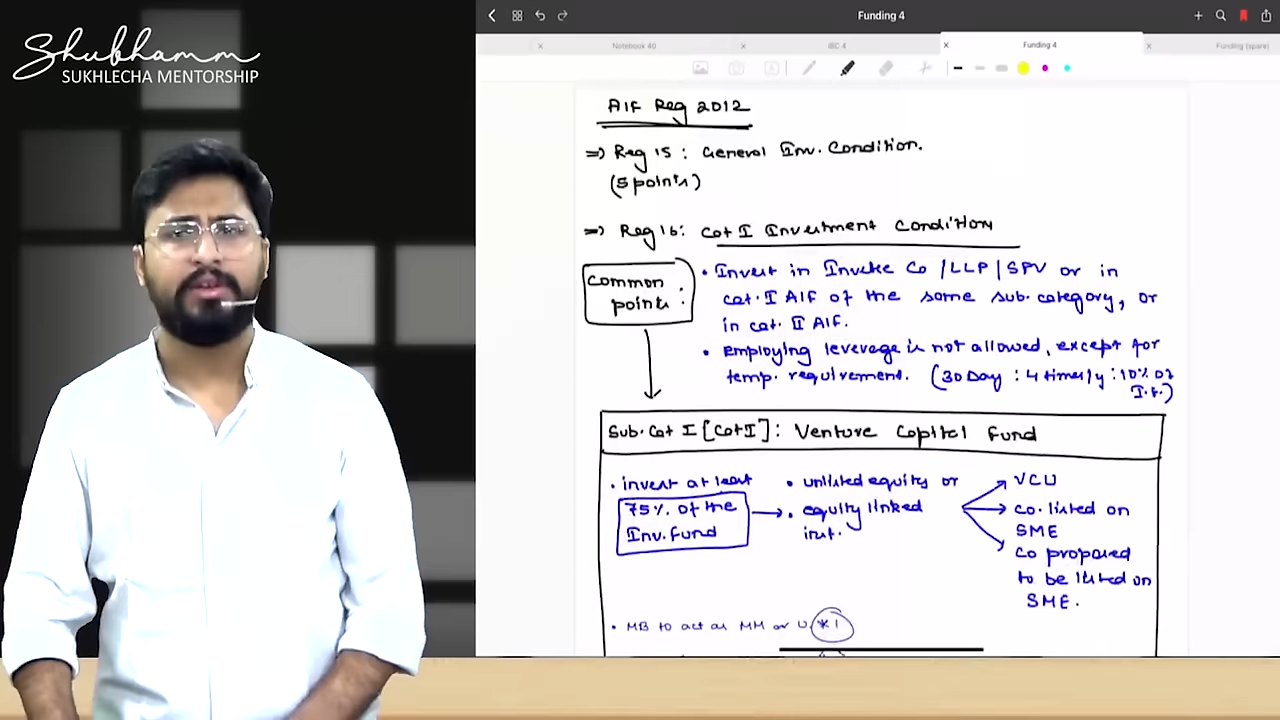 Shubhamm
SUKHLECHA MENTORSHIP
Funding 4
Notebook 40
IBC 4
Funding 4
Funding (spare)
AIF Reg 2012
⇒ Reg 15 : General Inv. Condition.
(5 points)
⇒ Reg 16: Cat I Investment Condition
Common points :
• Invest in Investee Co / LLP / SPV or in
cat. I AIF of the same sub. category, or
in cat. II AIF.
• Employing leverage is not allowed, except for
temp. requirement. (30 Day : 4 times/y : 10% of
I.F.)
Sub. Cat I [Cat I] : Venture Capital Fund
• invest at least
75% of the
Inv. Fund
→ • unlisted equity or
• equity linked
inst.
VCU
Co. listed on
SME
Co proposed
to be listed on
SME.
• MB to act as MM or U *1